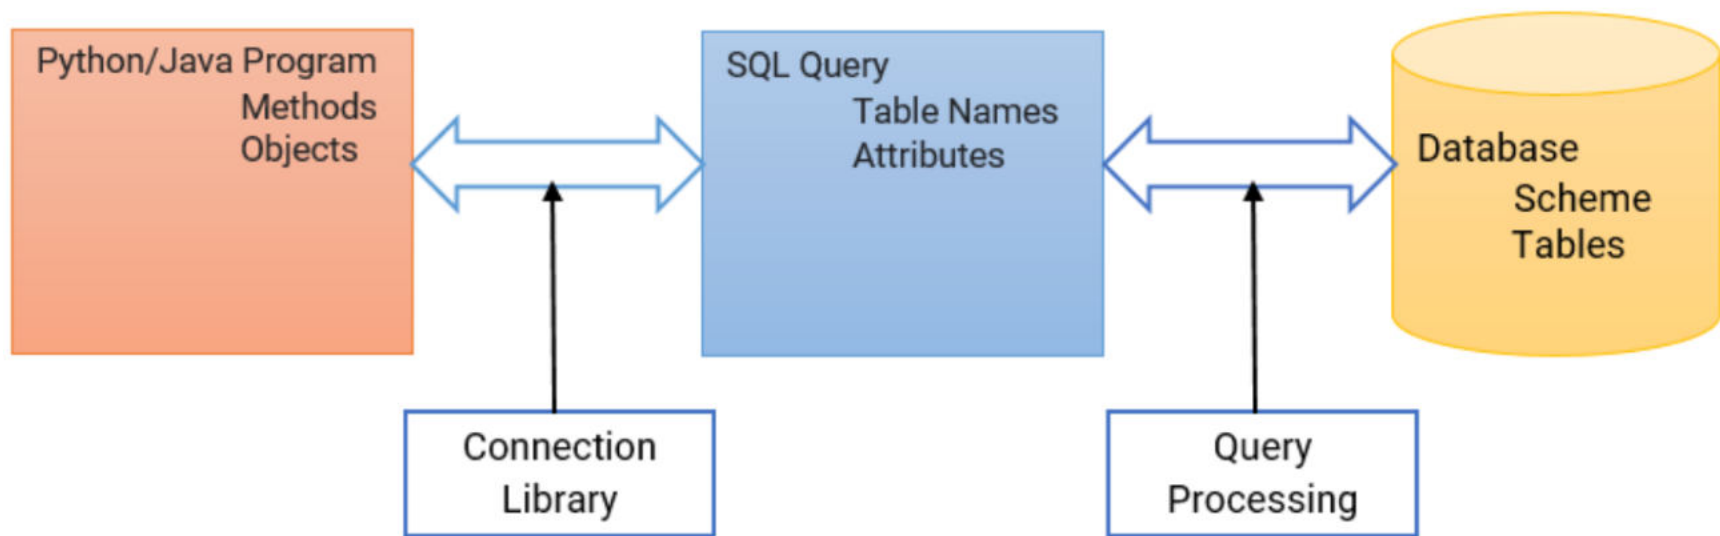 Python/Java Program
Methods
Objects
SQL Query
Table Names
Attributes
Database
Scheme
Tables
Connection
Library
Query
Processing